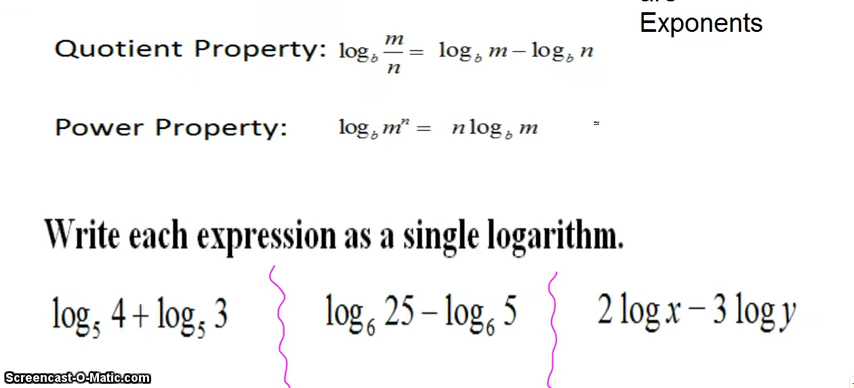 Exponents
Quotient Property: log_b m/n = log_b m − log_b n
Power Property: log_b m^n = n log_b m =
Write each expression as a single logarithm.
log_5 4 + log_5 3 log_6 25 − log_6 5 2 log x − 3 log y
Screencast-O-Matic.com